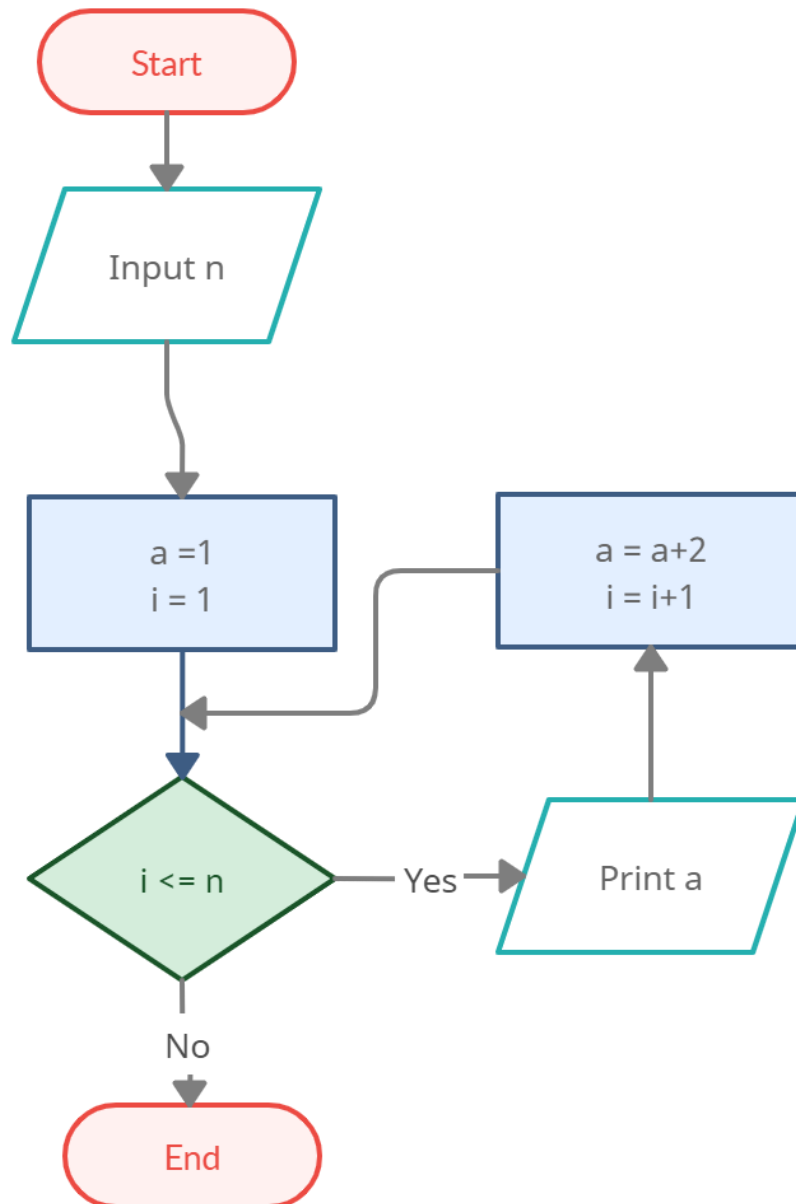 Start
Input n
a =1
i = 1
a = a+2
i = i+1
i <= n
Yes
Print a
No
End